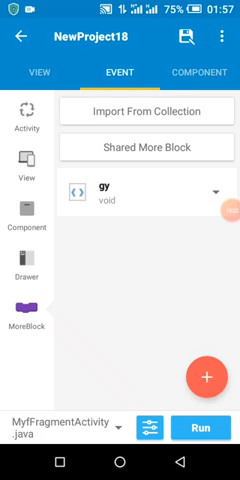 75% 01:57
NewProject18
VIEW EVENT COMPONENT
Import From Collection
Activity
Shared More Block
View
gy
void
Component
Drawer
MoreBlock
MyfFragmentActivity
.java
Run